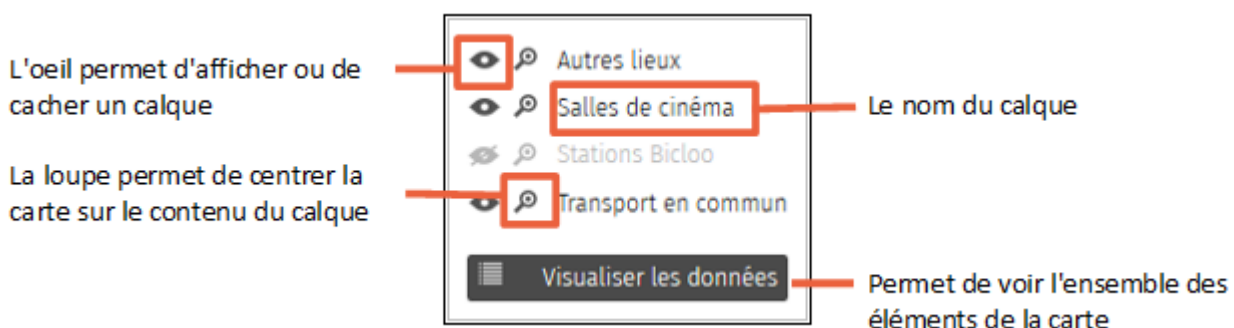 L'oeil permet d'afficher ou de
cacher un calque
La loupe permet de centrer la
carte sur le contenu du calque
Autres lieux
Salles de cinéma
Stations Bicloo
Transport en commun
Visualiser les données
Le nom du calque
Permet de voir l'ensemble des
éléments de la carte